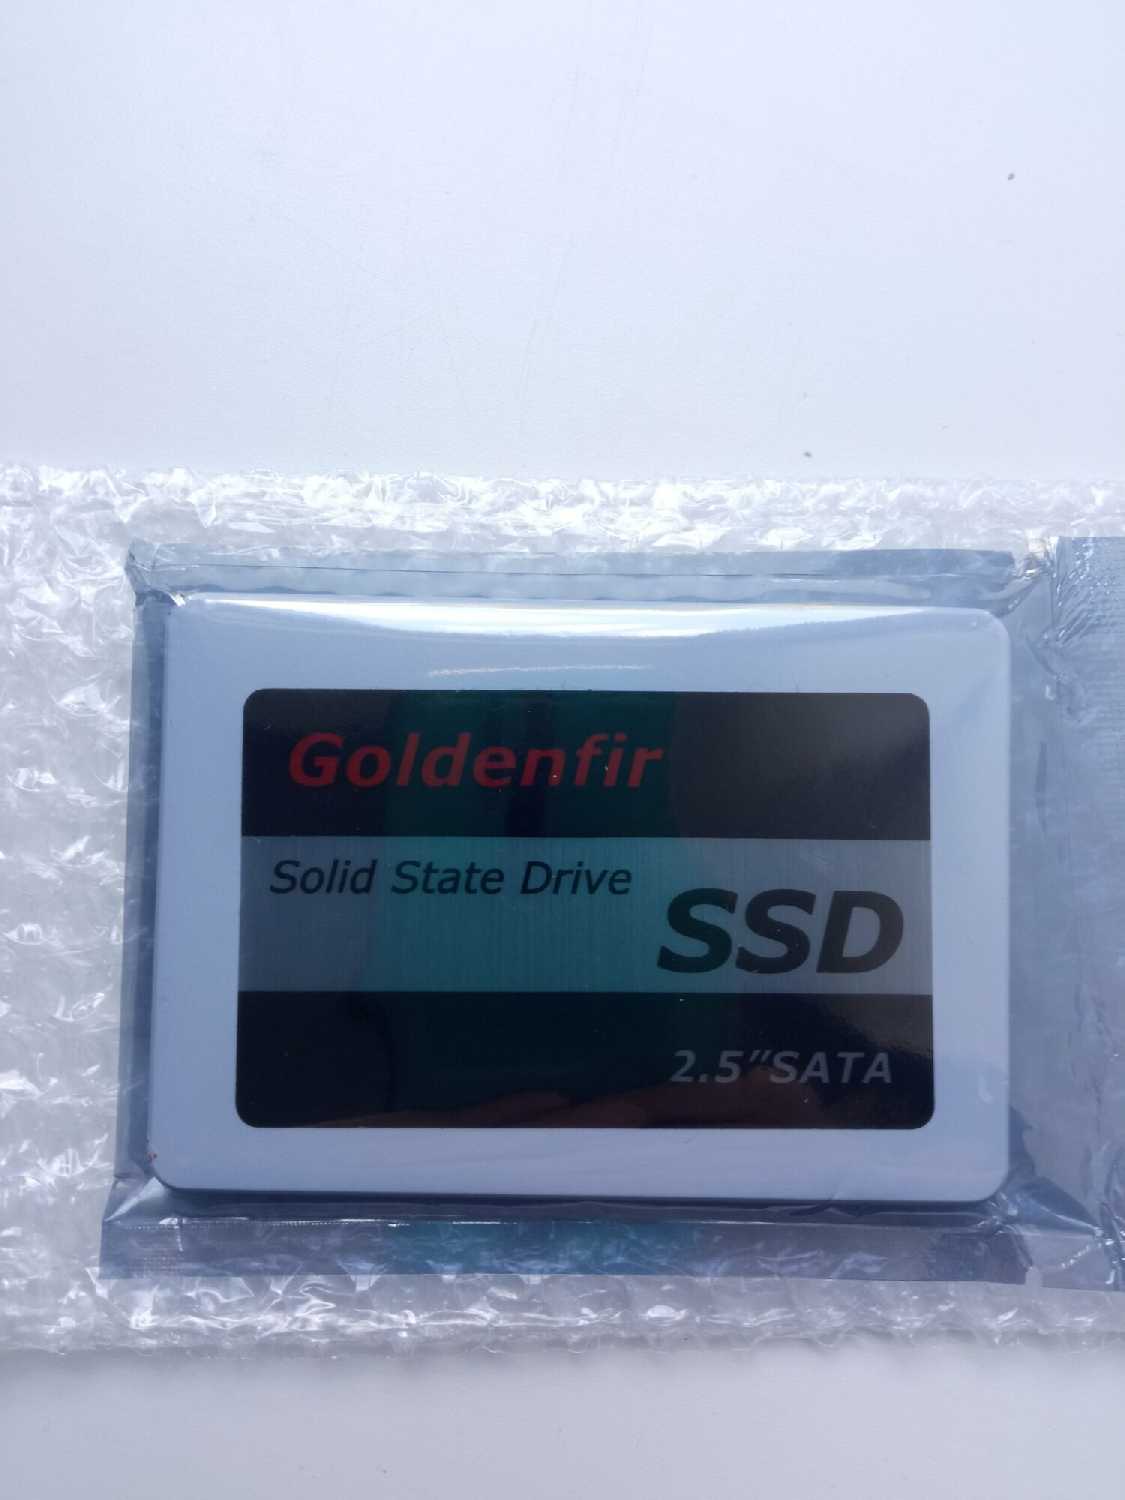 Goldenfir
Solid State Drive
SSD
2.5"SATA